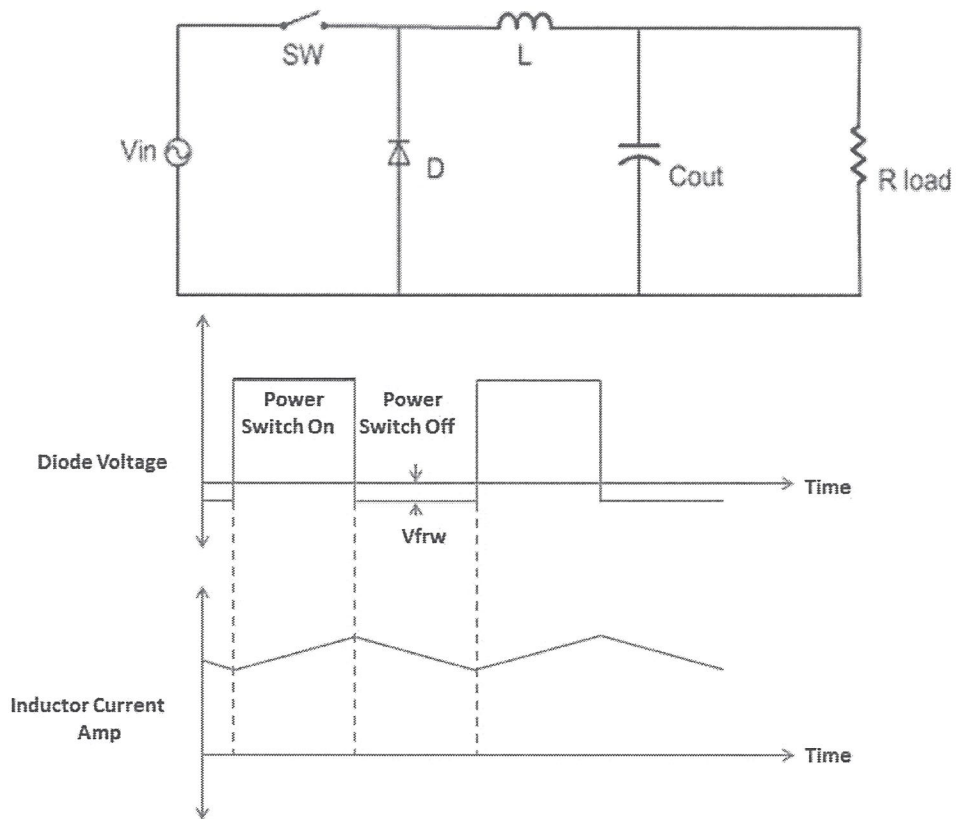 SW
L
Vin
D
Cout
R load
Power
Switch On
Power
Switch Off
Diode Voltage
Time
Vfrw
Inductor Current
Amp
Time